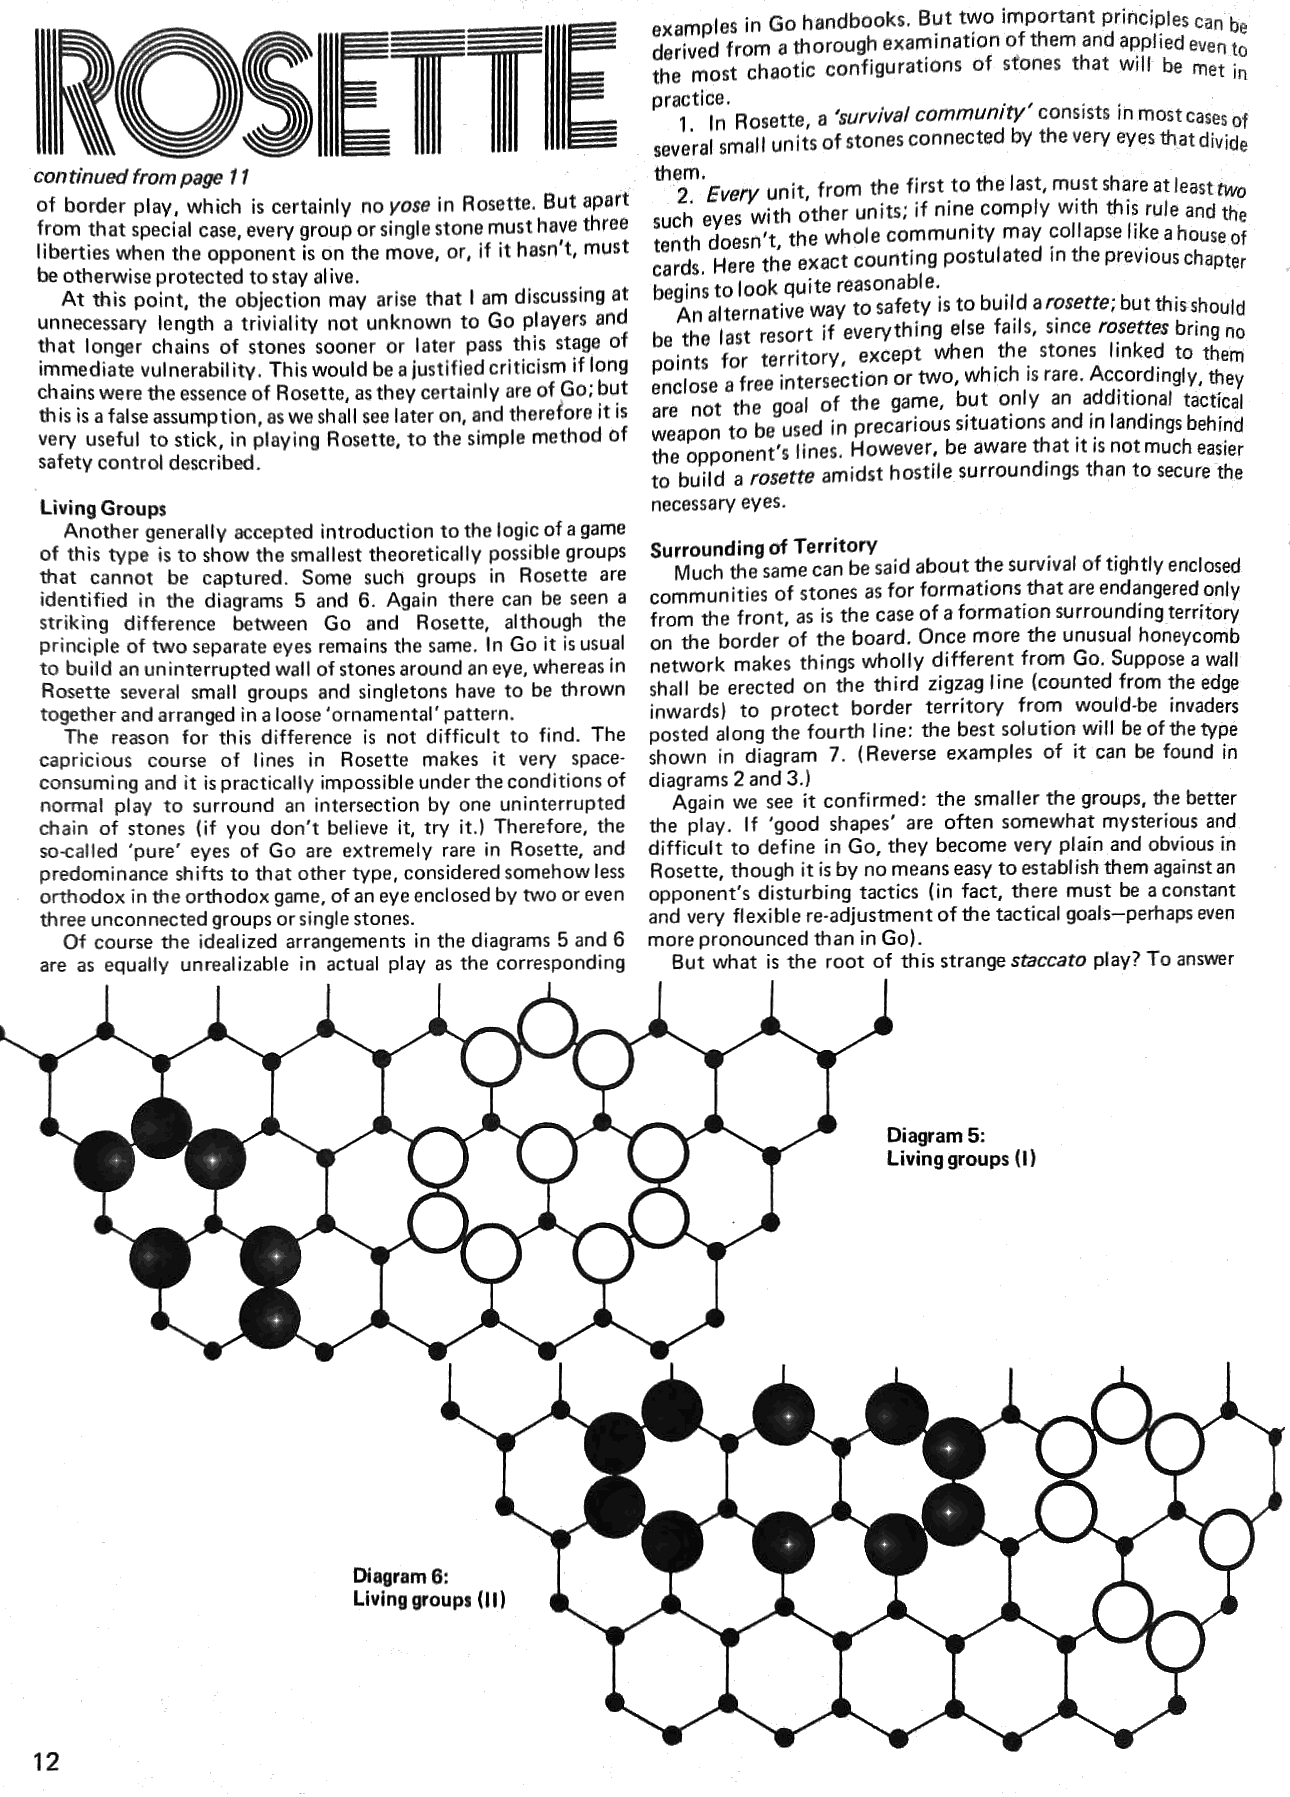 ROSETTE
continued from page 11
of border play, which is certainly no yose in Rosette. But apart
from that special case, every group or single stone must have three
liberties when the opponent is on the move, or, if it hasn't, must
be otherwise protected to stay alive.
At this point, the objection may arise that I am discussing at
unnecessary length a triviality not unknown to Go players and
that longer chains of stones sooner or later pass this stage of
immediate vulnerability. This would be a justified criticism if long
chains were the essence of Rosette, as they certainly are of Go; but
this is a false assumption, as we shall see later on, and therefore it is
very useful to stick, in playing Rosette, to the simple method of
safety control described.
Living Groups
Another generally accepted introduction to the logic of a game
of this type is to show the smallest theoretically possible groups
that cannot be captured. Some such groups in Rosette are
identified in the diagrams 5 and 6. Again there can be seen a
striking difference between Go and Rosette, although the
principle of two separate eyes remains the same. In Go it is usual
to build an uninterrupted wall of stones around an eye, whereas in
Rosette several small groups and singletons have to be thrown
together and arranged in a loose 'ornamental' pattern.
The reason for this difference is not difficult to find. The
capricious course of lines in Rosette makes it very space-
consuming and it is practically impossible under the conditions of
normal play to surround an intersection by one uninterrupted
chain of stones (if you don't believe it, try it.) Therefore, the
so-called 'pure' eyes of Go are extremely rare in Rosette, and
predominance shifts to that other type, considered somehow less
orthodox in the orthodox game, of an eye enclosed by two or even
three unconnected groups or single stones.
Of course the idealized arrangements in the diagrams 5 and 6
are as equally unrealizable in actual play as the corresponding
examples in Go handbooks. But two important principles can be
derived from a thorough examination of them and applied even to
the most chaotic configurations of stones that will be met in
practice.
1. In Rosette, a 'survival community' consists in most cases of
several small units of stones connected by the very eyes that divide
them.
2. Every unit, from the first to the last, must share at least two
such eyes with other units; if nine comply with this rule and the
tenth doesn't, the whole community may collapse like a house of
cards. Here the exact counting postulated in the previous chapter
begins to look quite reasonable.
An alternative way to safety is to build a rosette; but this should
be the last resort if everything else fails, since rosettes bring no
points for territory, except when the stones linked to them
enclose a free intersection or two, which is rare. Accordingly, they
are not the goal of the game, but only an additional tactical
weapon to be used in precarious situations and in landings behind
the opponent's lines. However, be aware that it is not much easier
to build a rosette amidst hostile surroundings than to secure the
necessary eyes.
Surrounding of Territory
Much the same can be said about the survival of tightly enclosed
communities of stones as for formations that are endangered only
from the front, as is the case of a formation surrounding territory
on the border of the board. Once more the unusual honeycomb
network makes things wholly different from Go. Suppose a wall
shall be erected on the third zigzag line (counted from the edge
inwards) to protect border territory from would-be invaders
posted along the fourth line: the best solution will be of the type
shown in diagram 7. (Reverse examples of it can be found in
diagrams 2 and 3.)
Again we see it confirmed: the smaller the groups, the better
the play. If 'good shapes' are often somewhat mysterious and
difficult to define in Go, they become very plain and obvious in
Rosette, though it is by no means easy to establish them against an
opponent's disturbing tactics (in fact, there must be a constant
and very flexible re-adjustment of the tactical goals—perhaps even
more pronounced than in Go).
But what is the root of this strange staccato play? To answer
Diagram 5:
Living groups (I)
Diagram 6:
Living groups (II)
12